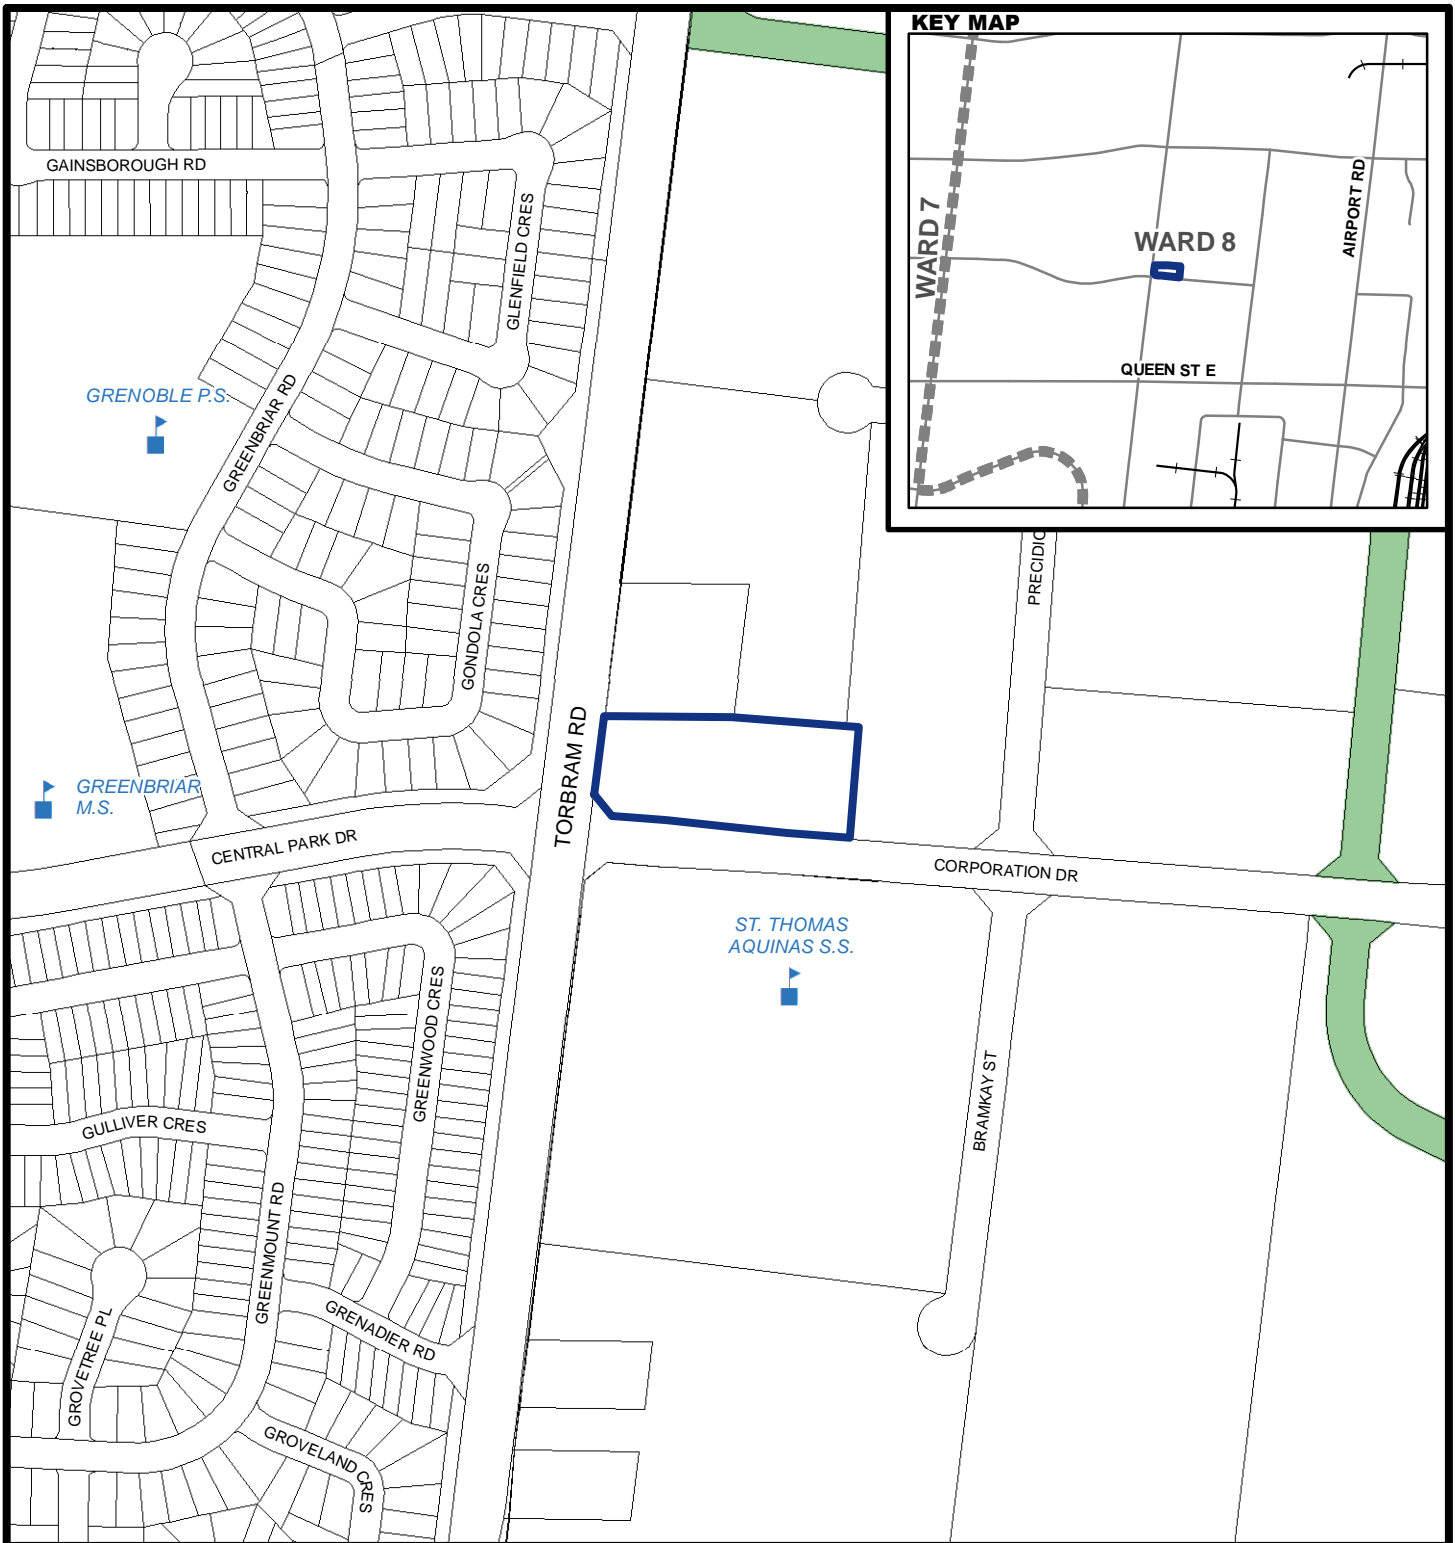 KEY MAP
WARD 7
WARD 8
AIRPORT RD
QUEEN ST E
GAINSBOROUGH RD
GLENFIELD CRES
GRENOBLE P.S.
GREENBRIAR RD
GONDOLA CRES
PRECIDIO
TORBRAM RD
GREENBRIAR
M.S.
CENTRAL PARK DR
CORPORATION DR
ST. THOMAS
AQUINAS S.S.
GREENWOOD CRES
BRAMKAY ST
GULLIVER CRES
GREENMOUNT RD
GRENADIER RD
GROVETREE PL
GROVELAND CRES